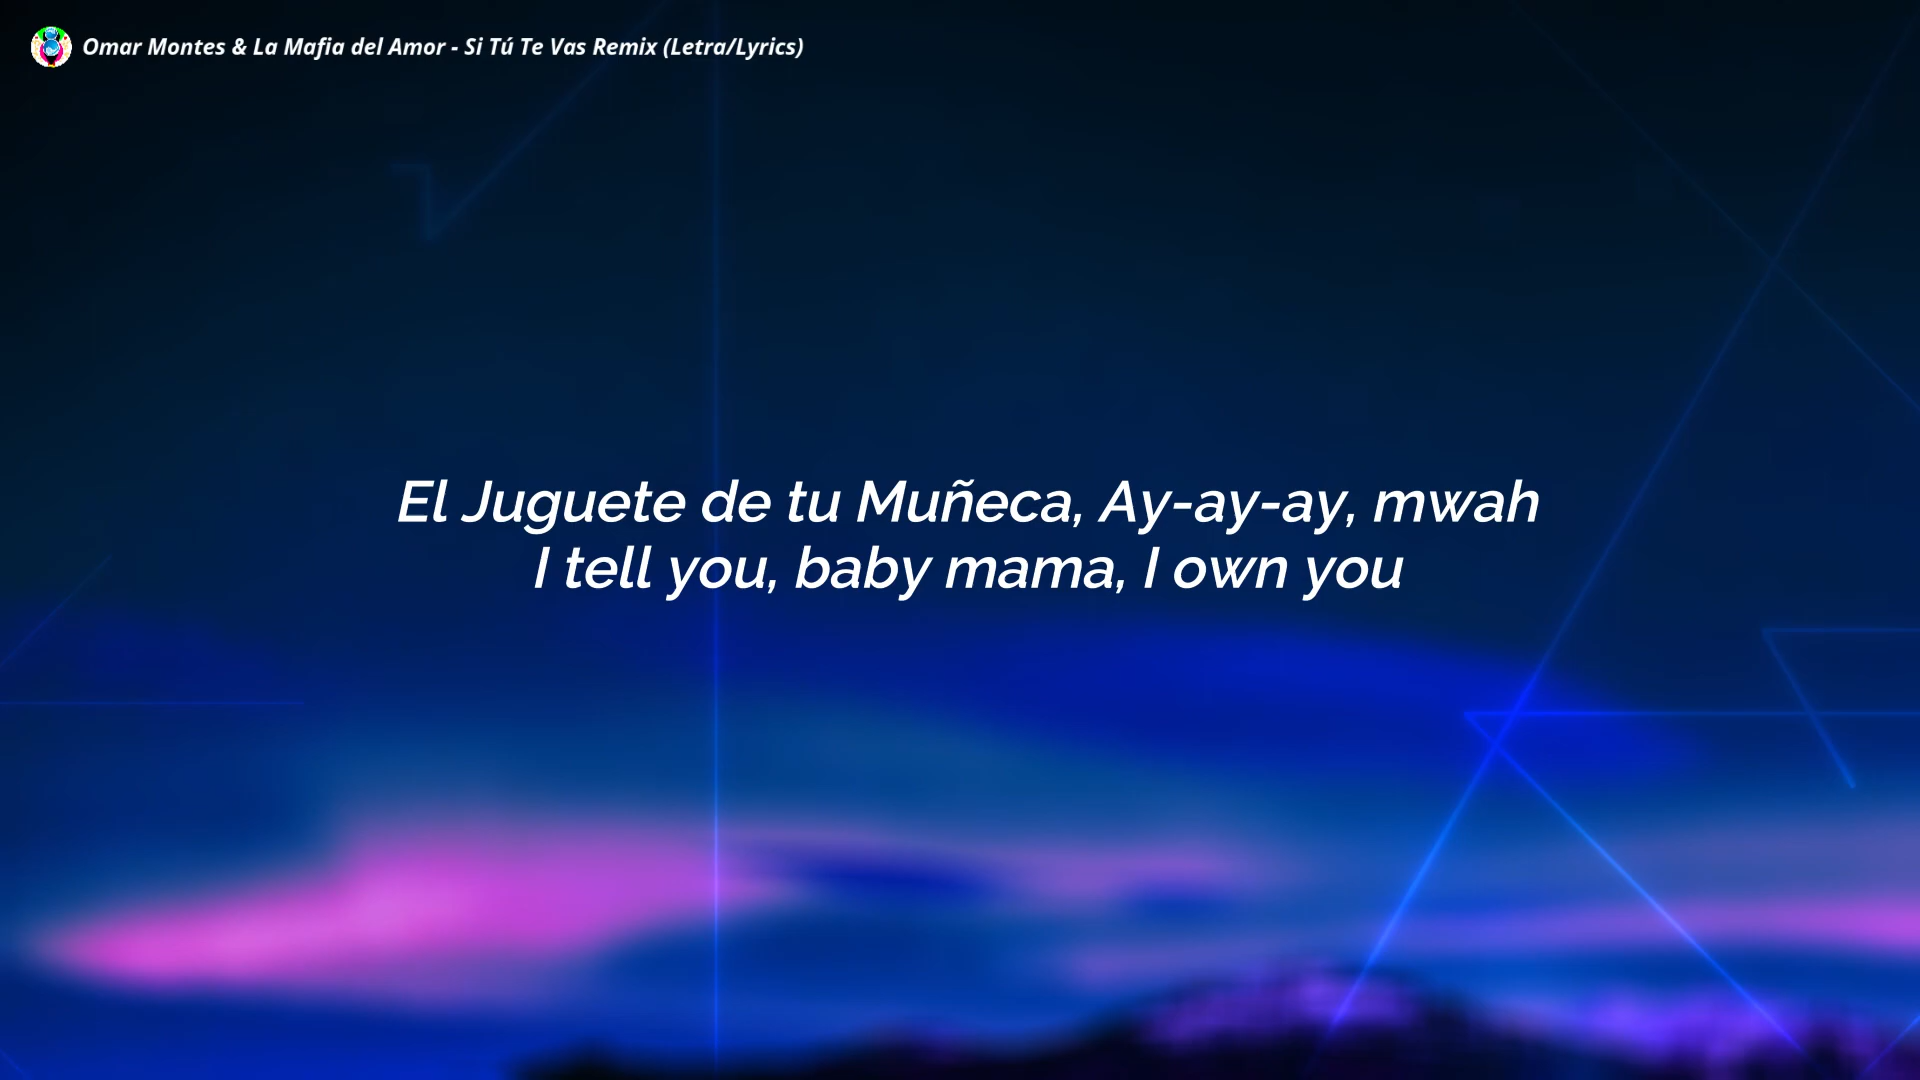 Omar Montes & La Mafia del Amor - Si Tú Te Vas Remix (Letra/Lyrics)
El Juguete de tu Muñeca, Ay-ay-ay, mwah
I tell you, baby mama, I own you